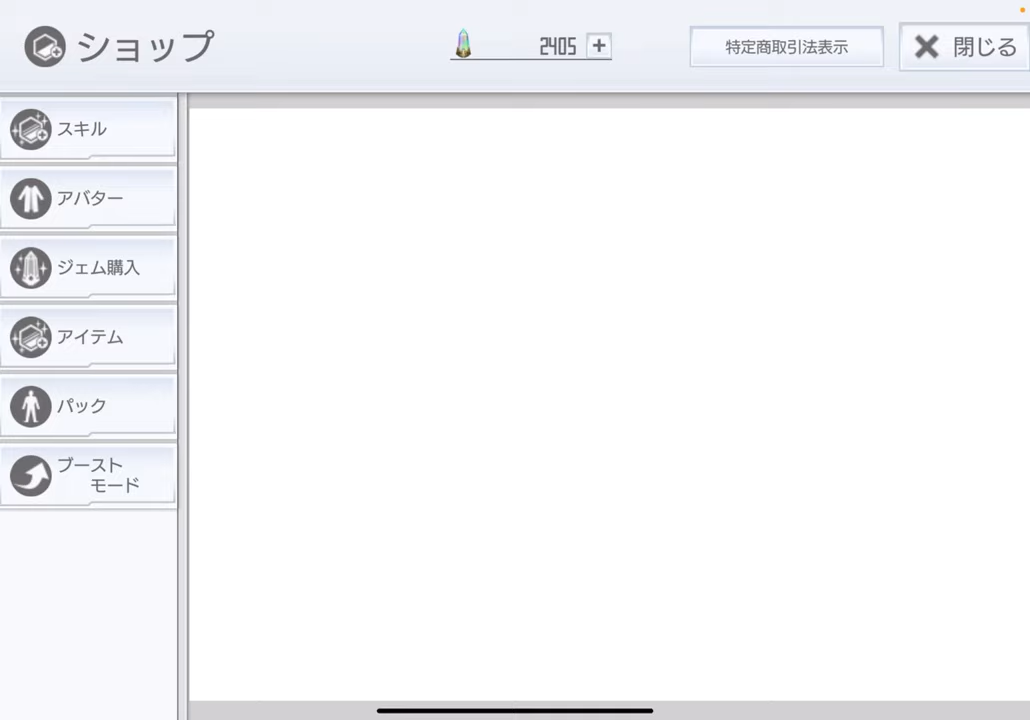 ショップ
2405
特定商取引法表示
閉じる
スキル
アバター
ジェム購入
アイテム
パック
ブースト
モード